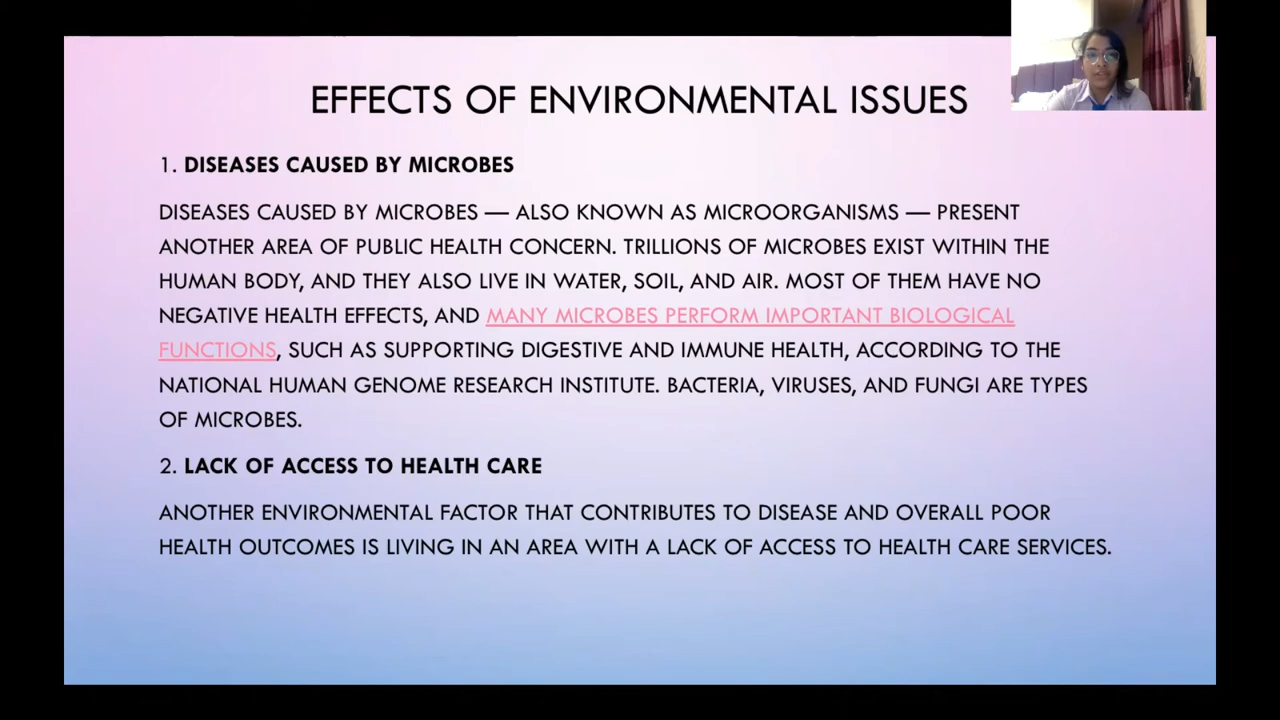 EFFECTS OF ENVIRONMENTAL ISSUES
1. DISEASES CAUSED BY MICROBES
DISEASES CAUSED BY MICROBES — ALSO KNOWN AS MICROORGANISMS — PRESENT
ANOTHER AREA OF PUBLIC HEALTH CONCERN. TRILLIONS OF MICROBES EXIST WITHIN THE
HUMAN BODY, AND THEY ALSO LIVE IN WATER, SOIL, AND AIR. MOST OF THEM HAVE NO
NEGATIVE HEALTH EFFECTS, AND MANY MICROBES PERFORM IMPORTANT BIOLOGICAL
FUNCTIONS, SUCH AS SUPPORTING DIGESTIVE AND IMMUNE HEALTH, ACCORDING TO THE
NATIONAL HUMAN GENOME RESEARCH INSTITUTE. BACTERIA, VIRUSES, AND FUNGI ARE TYPES
OF MICROBES.
2. LACK OF ACCESS TO HEALTH CARE
ANOTHER ENVIRONMENTAL FACTOR THAT CONTRIBUTES TO DISEASE AND OVERALL POOR
HEALTH OUTCOMES IS LIVING IN AN AREA WITH A LACK OF ACCESS TO HEALTH CARE SERVICES.